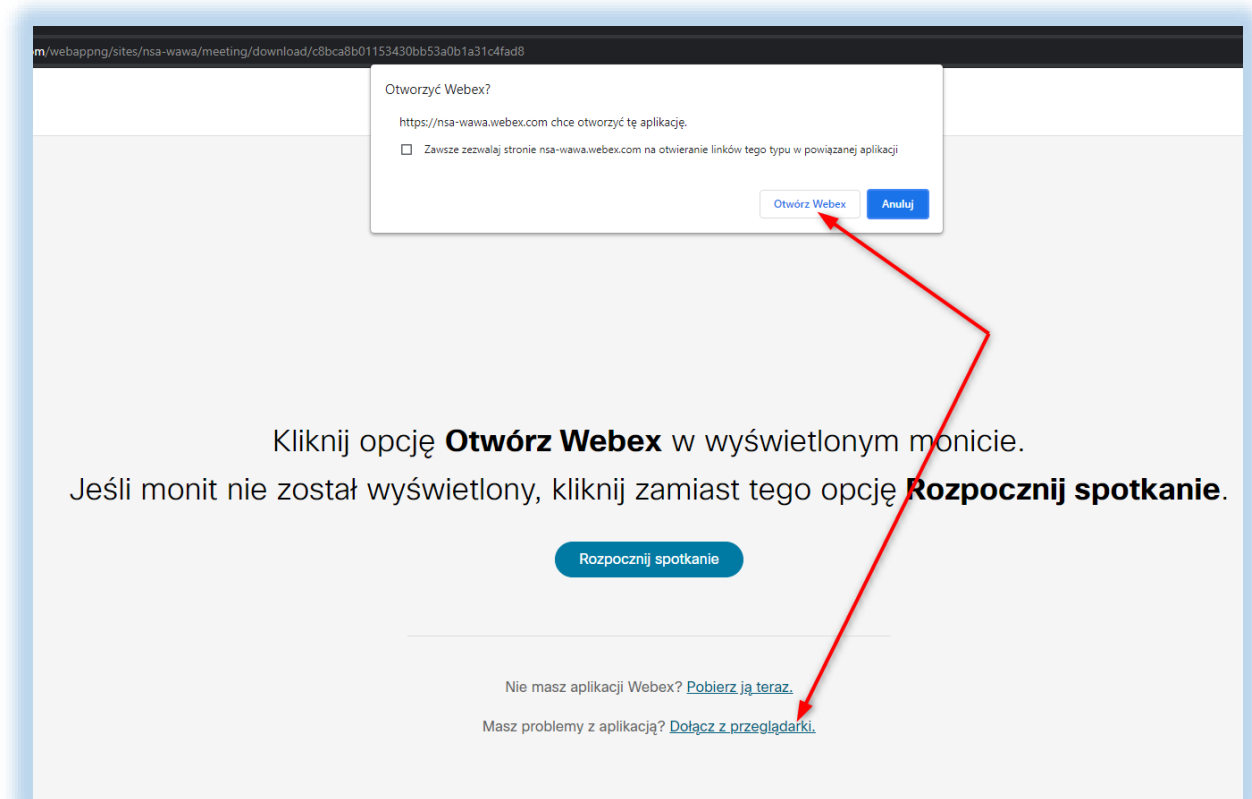 m/webappng/sites/nsa-wawa/meeting/download/c8bca8b01153430bb53a0b1a31c4fad8
Otworzyć Webex?
https://nsa-wawa.webex.com chce otworzyć tę aplikację.
Zawsze zezwalaj stronie nsa-wawa.webex.com na otwieranie linków tego typu w powiązanej aplikacji
Otwórz Webex Anuluj
Kliknij opcję Otwórz Webex w wyświetlonym monicie.
Jeśli monit nie został wyświetlony, kliknij zamiast tego opcję Rozpocznij spotkanie.
Rozpocznij spotkanie
Nie masz aplikacji Webex? Pobierz ją teraz.
Masz problemy z aplikacją? Dołącz z przeglądarki.